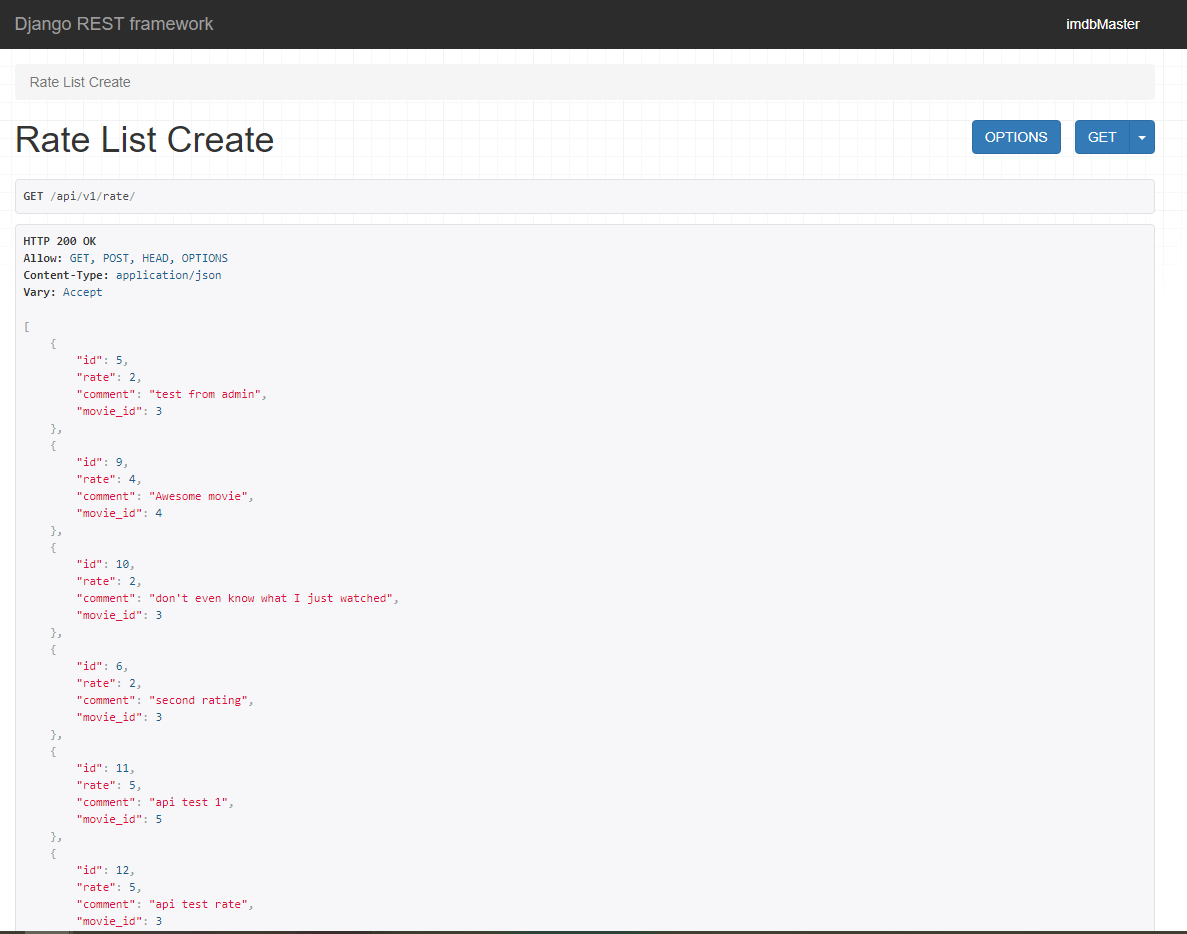 Django REST framework
imdbMaster
Rate List Create
Rate List Create
OPTIONS
GET
GET /api/v1/rate/
HTTP 200 OK
Allow: GET, POST, HEAD, OPTIONS
Content-Type: application/json
Vary: Accept
[
    {
        "id": 5,
        "rate": 2,
        "comment": "test from admin",
        "movie_id": 3
    },
    {
        "id": 9,
        "rate": 4,
        "comment": "Awesome movie",
        "movie_id": 4
    },
    {
        "id": 10,
        "rate": 2,
        "comment": "don't even know what I just watched",
        "movie_id": 3
    },
    {
        "id": 6,
        "rate": 2,
        "comment": "second rating",
        "movie_id": 3
    },
    {
        "id": 11,
        "rate": 5,
        "comment": "api test 1",
        "movie_id": 5
    },
    {
        "id": 12,
        "rate": 5,
        "comment": "api test rate",
        "movie_id": 3